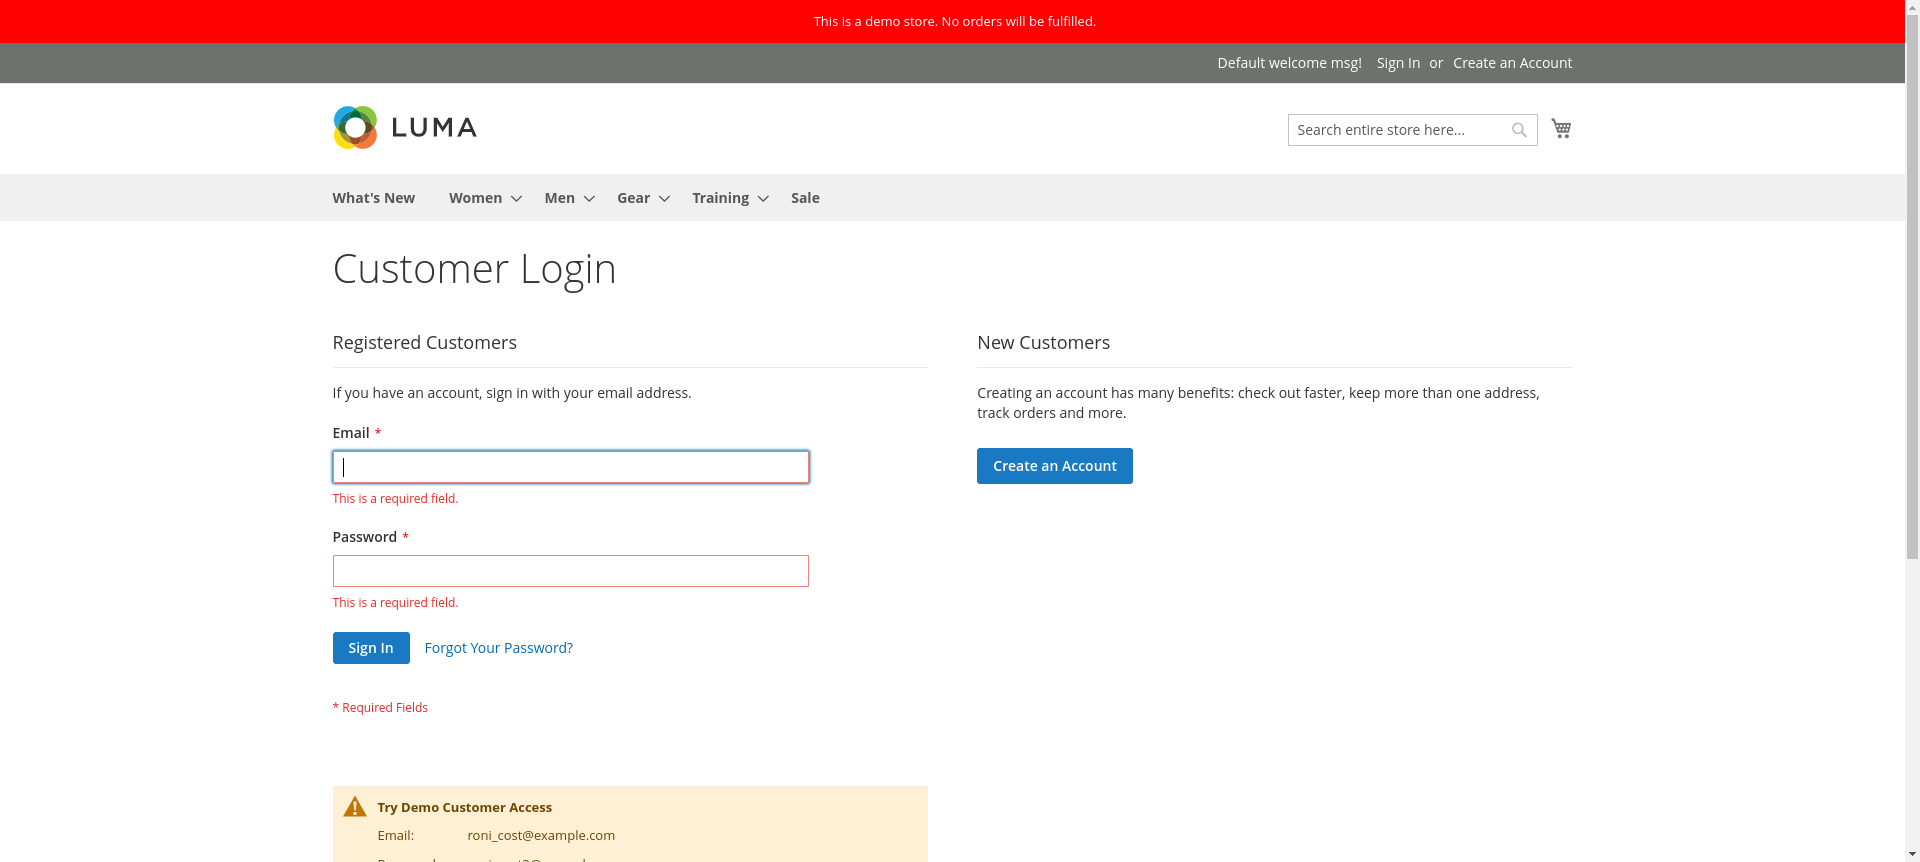 This is a demo store. No orders will be fulfilled.
Default welcome msg! Sign In or Create an Account
LUMA
Search entire store here...
What's New Women Men Gear Training Sale
Customer Login
Registered Customers
If you have an account, sign in with your email address.
Email *
This is a required field.
Password *
This is a required field.
Sign In Forgot Your Password?
* Required Fields
New Customers
Creating an account has many benefits: check out faster, keep more than one address,
track orders and more.
Create an Account
Try Demo Customer Access
Email: roni_cost@example.com